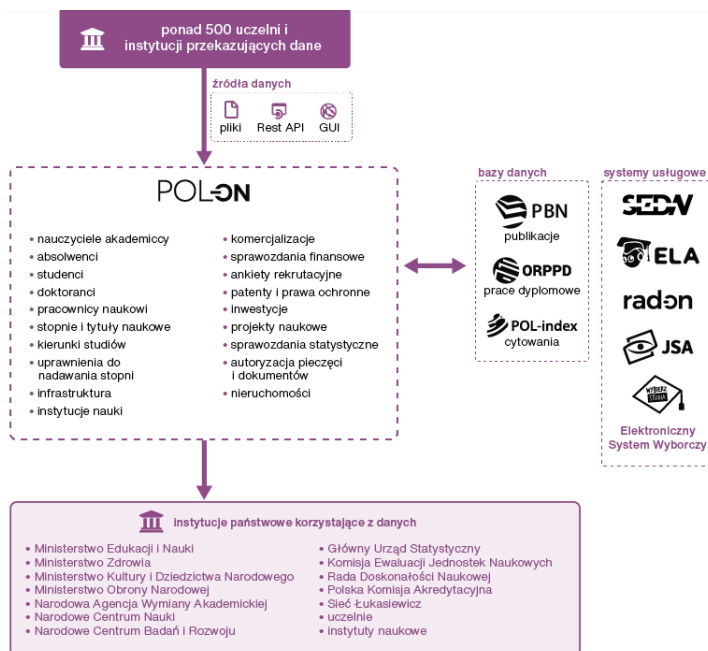 ponad 500 uczelni i
instytucji przekazujących dane
źródła danych
pliki
Rest API
GUI
POL-ON
• nauczyciele akademiccy
• absolwenci
• studenci
• doktoranci
• pracownicy naukowi
• stopnie i tytuły naukowe
• kierunki studiów
• uprawnienia do
nadawania stopni
• infrastruktura
• instytucje nauki
• komercjalizacje
• sprawozdania finansowe
• ankiety rekrutacyjne
• patenty i prawa ochronne
• inwestycje
• projekty naukowe
• sprawozdania statystyczne
• autoryzacja pieczęci
i dokumentów
• nieruchomości
bazy danych
PBN
publikacje
ORPPD
prace dyplomowe
POL-index
cytowania
systemy usługowe
SEDN
ELA
radon
JSA
WYBIERZ
STUDIA
Elektroniczny
System Wyborczy
instytucje państwowe korzystające z danych
• Ministerstwo Edukacji i Nauki
• Ministerstwo Zdrowia
• Ministerstwo Kultury i Dziedzictwa Narodowego
• Ministerstwo Obrony Narodowej
• Narodowa Agencja Wymiany Akademickiej
• Narodowe Centrum Nauki
• Narodowe Centrum Badań i Rozwoju
• Główny Urząd Statystyczny
• Komisja Ewaluacji Jednostek Naukowych
• Rada Doskonałości Naukowej
• Polska Komisja Akredytacyjna
• Sieć Łukasiewicz
• uczelnie
• instytuty naukowe